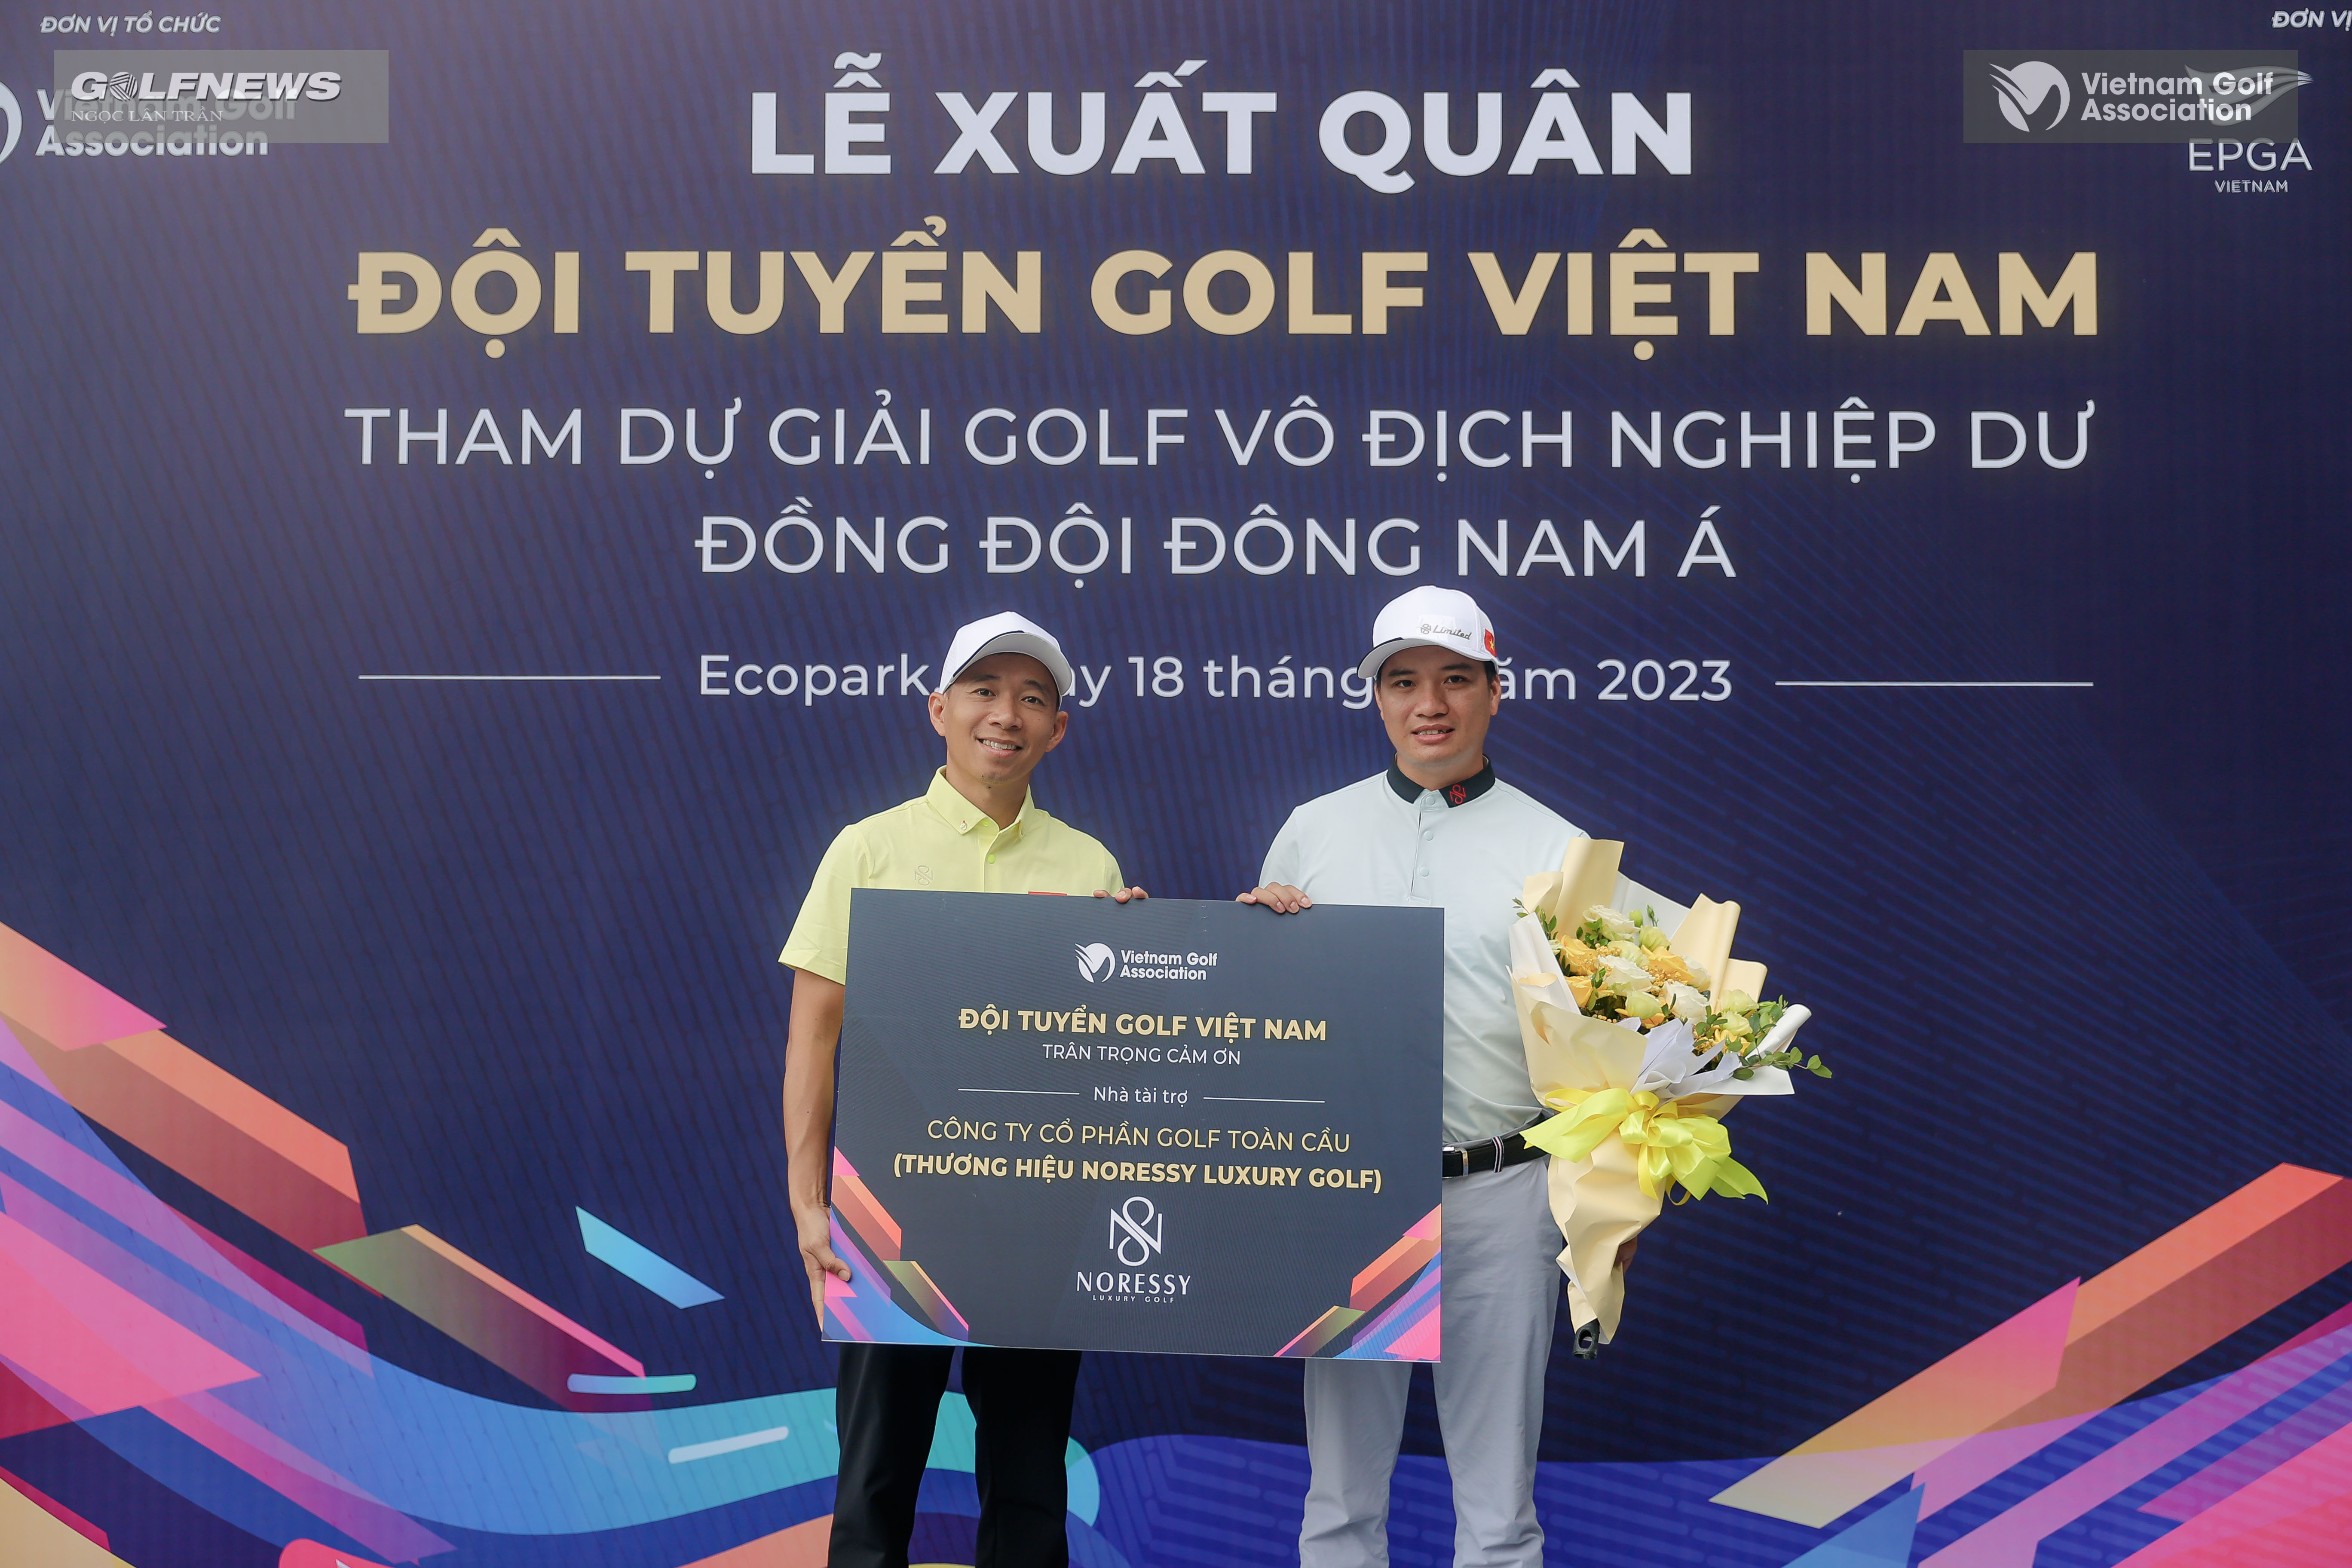 ĐƠN VỊ TỔ CHỨC
ĐƠN VỊ
GOLFNEWS
NGỌC LAN TRẦN
Vietnam Golf
Association
Vietnam Golf
Association
EPGA
VIETNAM
LỄ XUẤT QUÂN
ĐỘI TUYỂN GOLF VIỆT NAM
THAM DỰ GIẢI GOLF VÔ ĐỊCH NGHIỆP DƯ
ĐỒNG ĐỘI ĐÔNG NAM Á
Ecopark, 18 tháng 2023
Limited
Vietnam Golf
Association
ĐỘI TUYỂN GOLF VIỆT NAM
TRÂN TRỌNG CẢM ƠN
Nhà tài trợ
CÔNG TY CỔ PHẦN GOLF TOÀN CẦU
(THƯƠNG HIỆU NORESSY LUXURY GOLF)
NORESSY
LUXURY GOLF